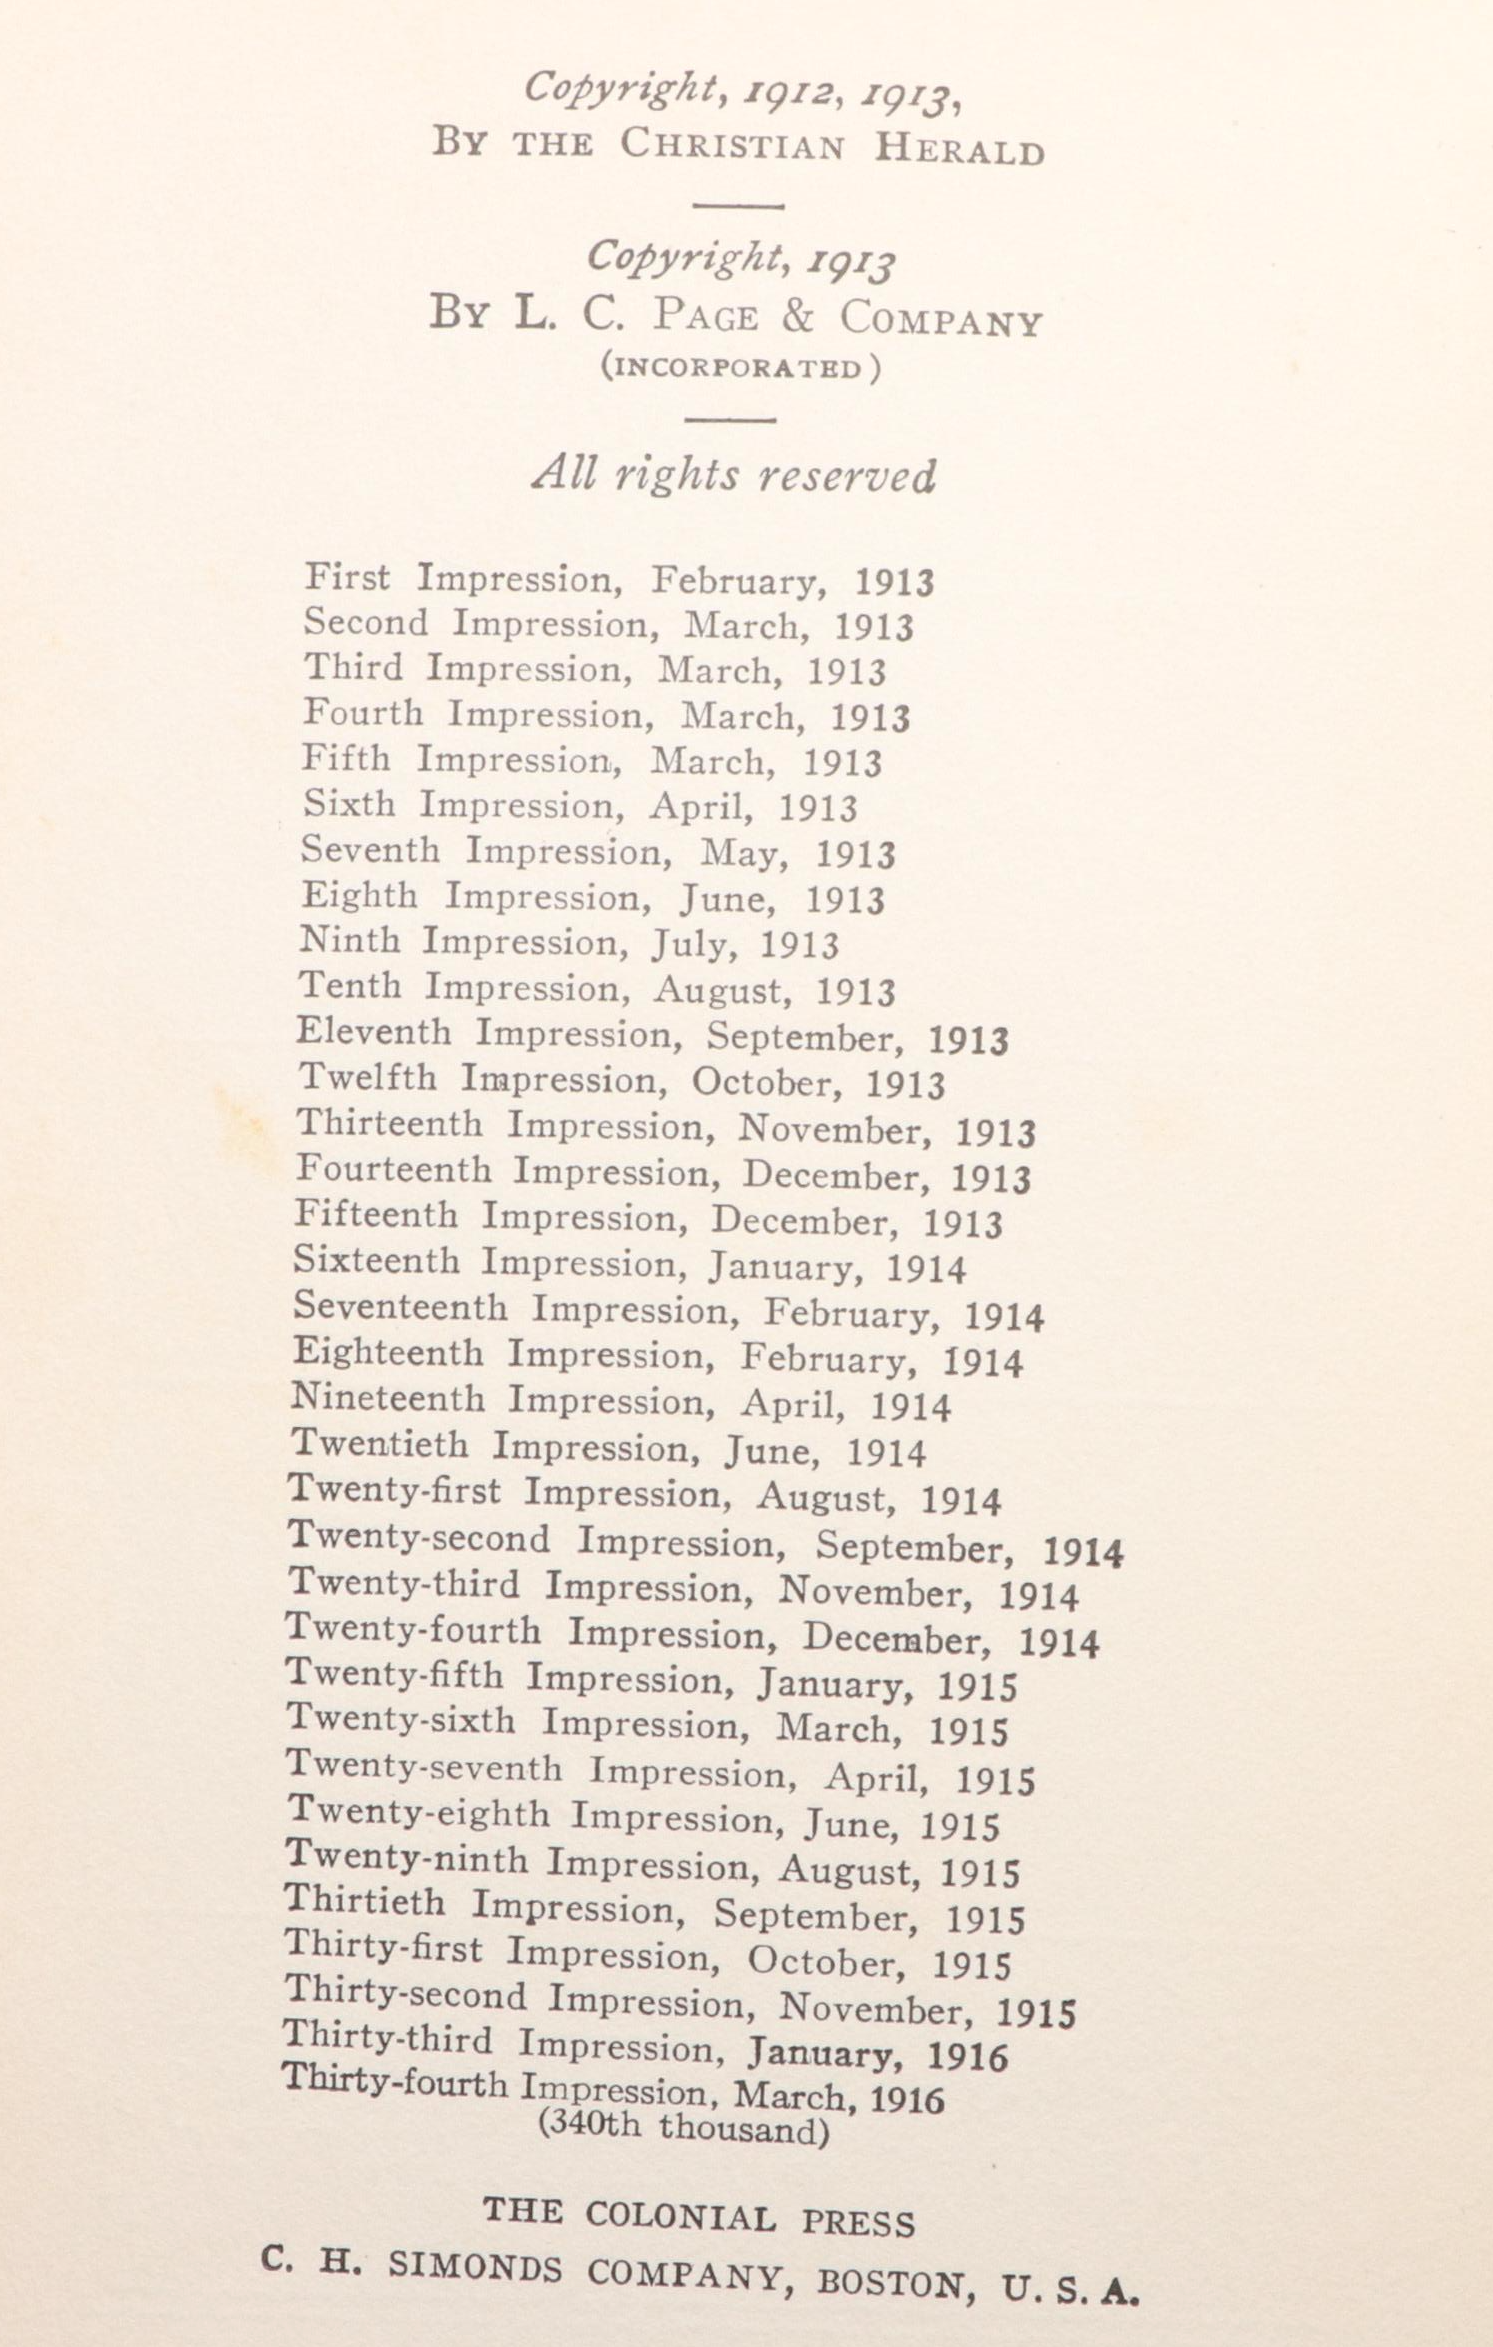 Copyright, 1912, 1913,
By the Christian Herald
Copyright, 1913
By L. C. Page & Company
(INCORPORATED)
All rights reserved
First Impression, February, 1913
Second Impression, March, 1913
Third Impression, March, 1913
Fourth Impression, March, 1913
Fifth Impression, March, 1913
Sixth Impression, April, 1913
Seventh Impression, May, 1913
Eighth Impression, June, 1913
Ninth Impression, July, 1913
Tenth Impression, August, 1913
Eleventh Impression, September, 1913
Twelfth Impression, October, 1913
Thirteenth Impression, November, 1913
Fourteenth Impression, December, 1913
Fifteenth Impression, December, 1913
Sixteenth Impression, January, 1914
Seventeenth Impression, February, 1914
Eighteenth Impression, February, 1914
Nineteenth Impression, April, 1914
Twentieth Impression, June, 1914
Twenty-first Impression, August, 1914
Twenty-second Impression, September, 1914
Twenty-third Impression, November, 1914
Twenty-fourth Impression, December, 1914
Twenty-fifth Impression, January, 1915
Twenty-sixth Impression, March, 1915
Twenty-seventh Impression, April, 1915
Twenty-eighth Impression, June, 1915
Twenty-ninth Impression, August, 1915
Thirtieth Impression, September, 1915
Thirty-first Impression, October, 1915
Thirty-second Impression, November, 1915
Thirty-third Impression, January, 1916
Thirty-fourth Impression, March, 1916
(340th thousand)
THE COLONIAL PRESS
C. H. SIMONDS COMPANY, BOSTON, U. S. A.